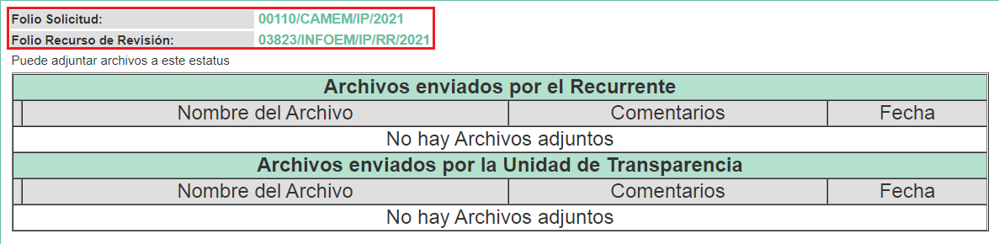 Folio Solicitud: 00110/CAMEM/IP/2021
Folio Recurso de Revisión: 03823/INFOEM/IP/RR/2021
Puede adjuntar archivos a este estatus
Archivos enviados por el Recurrente
Nombre del Archivo Comentarios Fecha
No hay Archivos adjuntos
Archivos enviados por la Unidad de Transparencia
Nombre del Archivo Comentarios Fecha
No hay Archivos adjuntos